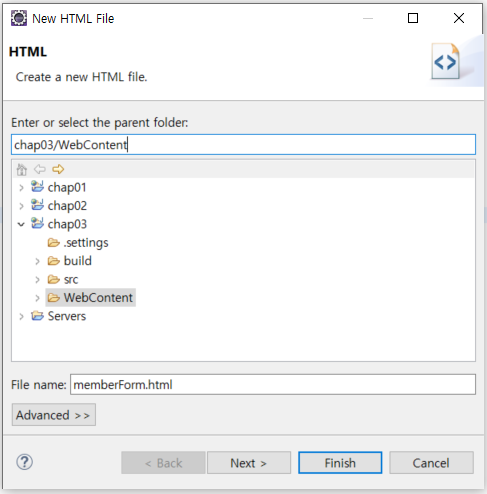 New HTML File
HTML
Create a new HTML file.
Enter or select the parent folder:
chap03/WebContent
chap01
chap02
chap03
.settings
build
src
WebContent
Servers
File name: memberForm.html
Advanced >>
? < Back Next > Finish Cancel